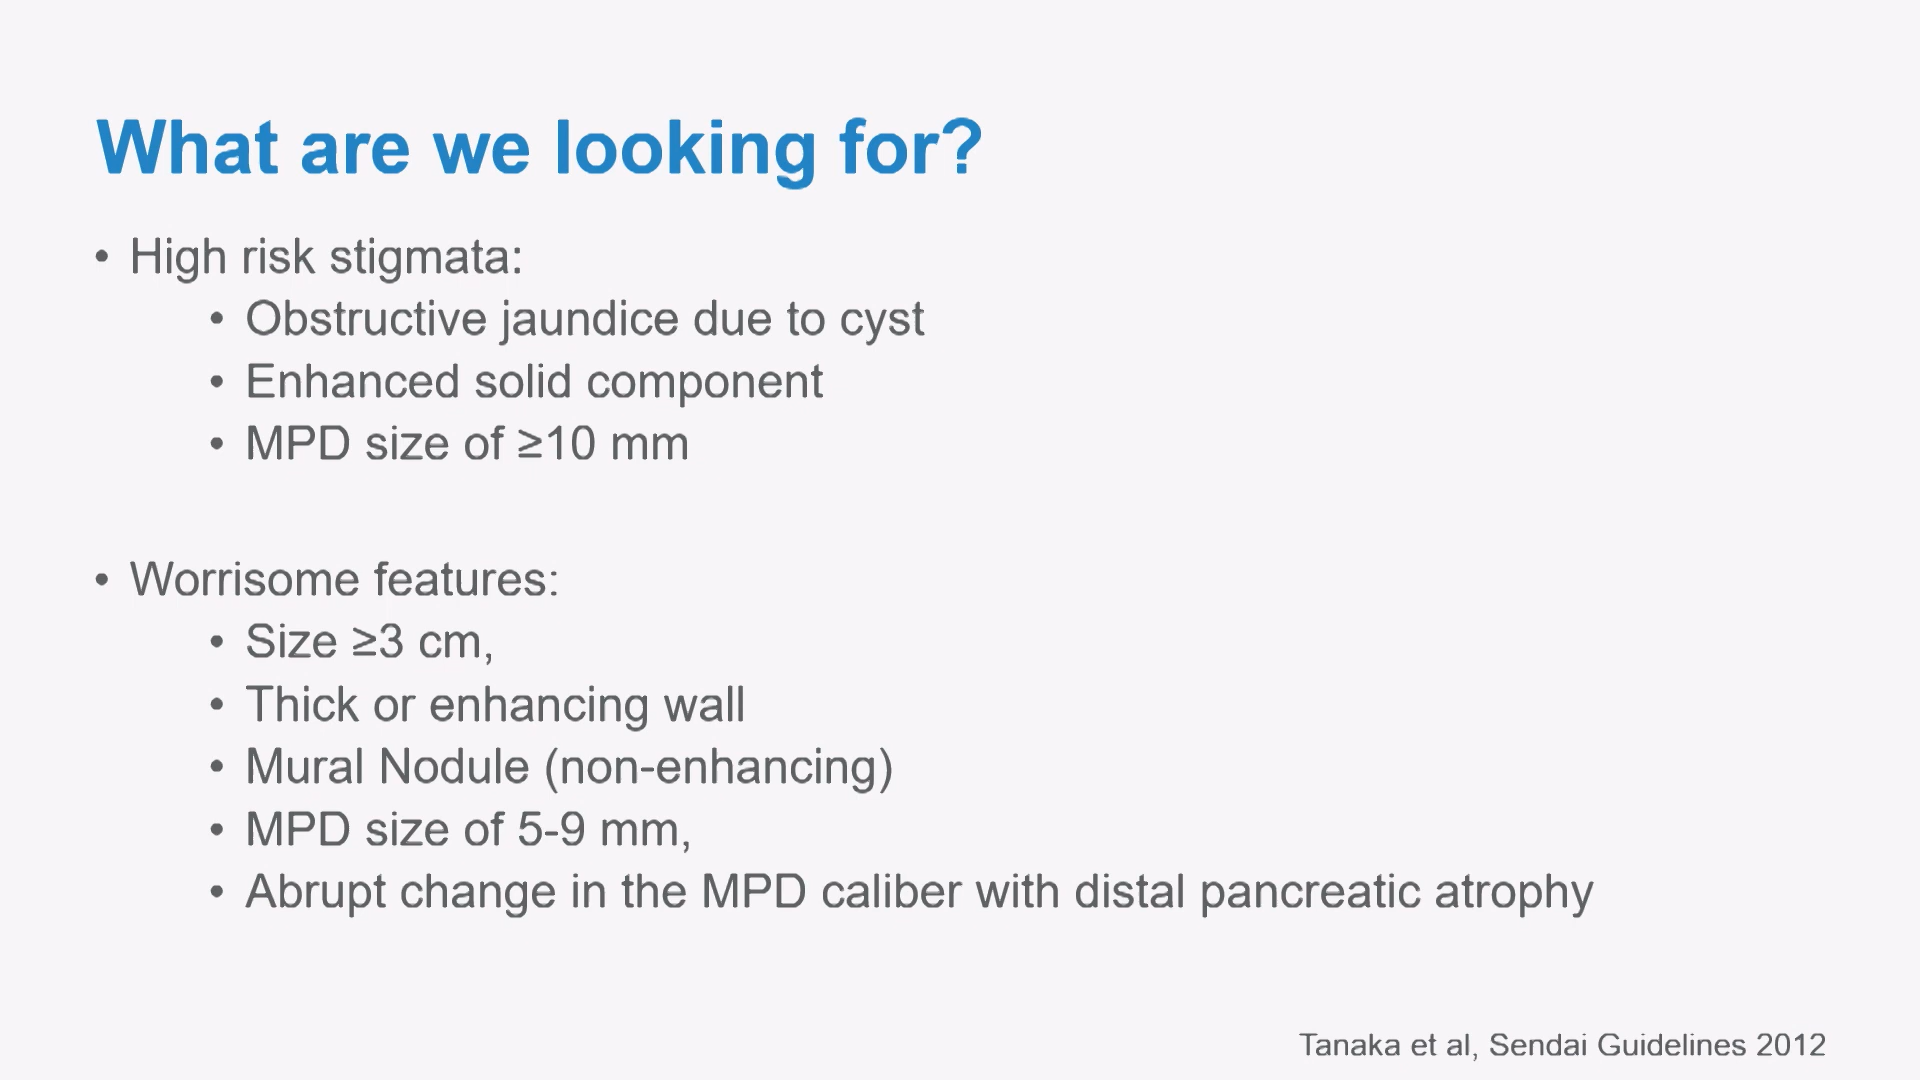 What are we looking for?
• High risk stigmata:
• Obstructive jaundice due to cyst
• Enhanced solid component
• MPD size of ≥10 mm
• Worrisome features:
• Size ≥3 cm,
• Thick or enhancing wall
• Mural Nodule (non-enhancing)
• MPD size of 5-9 mm,
• Abrupt change in the MPD caliber with distal pancreatic atrophy
Tanaka et al, Sendai Guidelines 2012